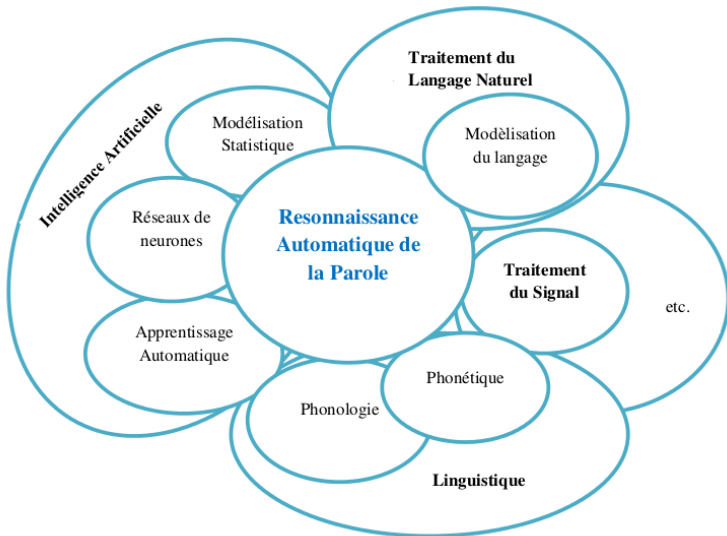 Traitement du
Langage Naturel
Intelligence Artificielle
Modélisation
Statistique
Modèlisation
du langage
Réseaux de
neurones
Resonnaissance
Automatique de
la Parole
Traitement
du Signal
etc.
Apprentissage
Automatique
Phonologie
Phonétique
Linguistique